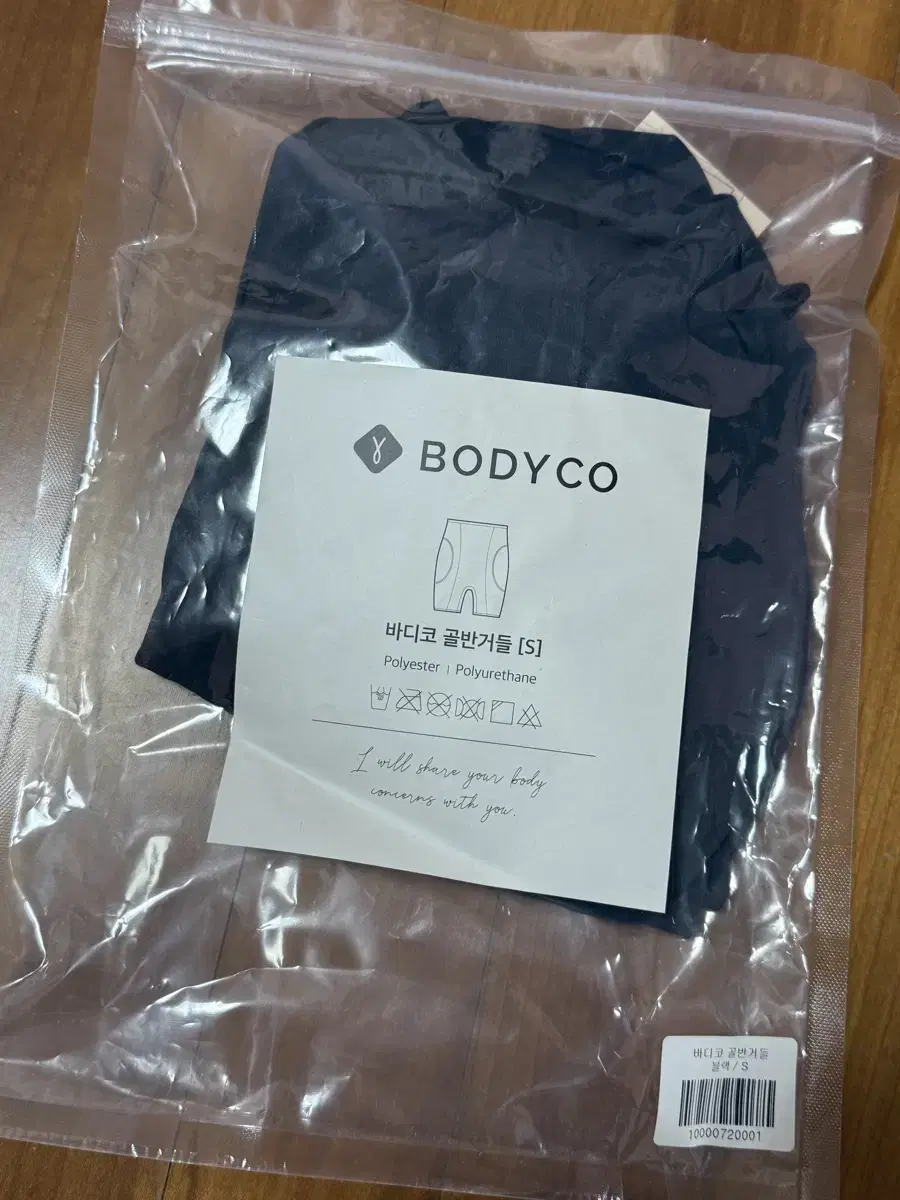 BODYCO
바디코 골반거들 [S]
Polyester | Polyurethane
I will share your body
concerns with you.
바디코 골반거들
블랙 / S
10000720001